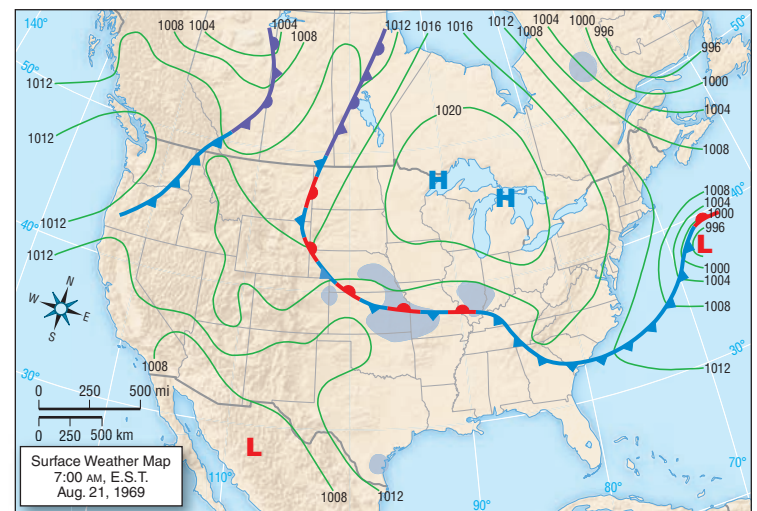 140° 1008 1004 1004 1012 1016 1016 1012 1004 1000 50°
1008 1008 996
996
50° 1000
1012 1004
1020
1012 1008
H
H 1008 40°
1004
1012 1000
40° 996
L
1012
N 1000
W E 1004
S 1008
30°
1008 1012
30°
0 250 500 mi
0 250 500 km
L
Surface Weather Map
7:00 AM, E.S.T.
Aug. 21, 1969
110° 1008 1012 90° 80° 70°